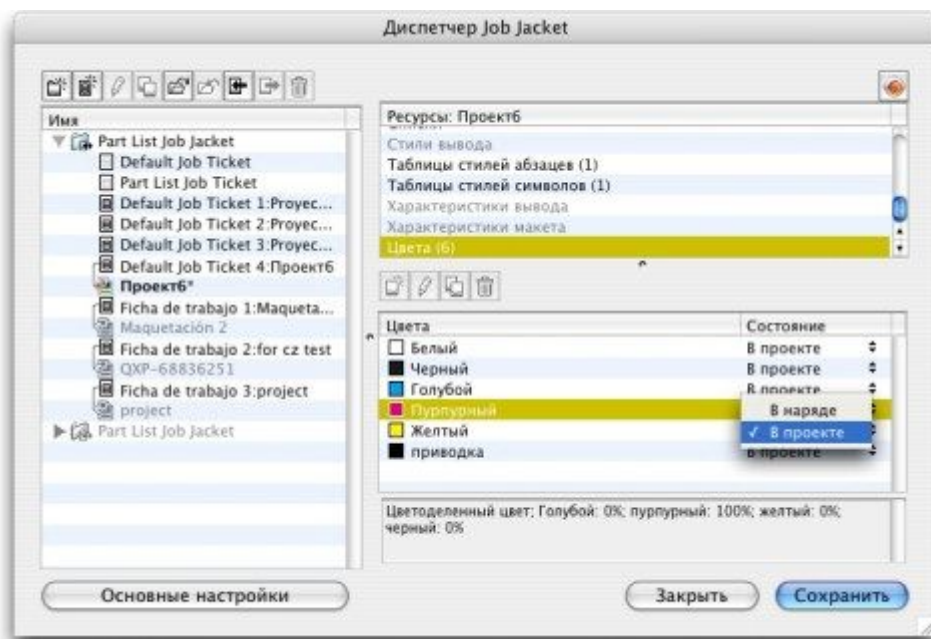 Диспетчер Job Jacket
Имя
Part List Job Jacket
Default Job Ticket
Part List Job Ticket
Default Job Ticket 1:Proyec...
Default Job Ticket 2:Proyec...
Default Job Ticket 3:Proyec...
Default Job Ticket 4:Проект6
Проект6*
Ficha de trabajo 1:Maqueta...
Maquetación 2
Ficha de trabajo 2:for cz test
QXP-68836251
Ficha de trabajo 3:project
project
Part List Job Jacket
Ресурсы: Проект6
Стили вывода
Таблицы стилей абзацев (1)
Таблицы стилей символов (1)
Характеристики вывода
Характеристики макета
Цвета (6)
Цвета Состояние
Белый В проекте
Черный В проекте
Голубой В проекте
Пурпурный В наряде
Желтый ✓ В проекте
приводка В проекте
Цветоделенный цвет; Голубой: 0%; пурпурный: 100%; желтый: 0%;
черный: 0%
Основные настройки
Закрыть
Сохранить